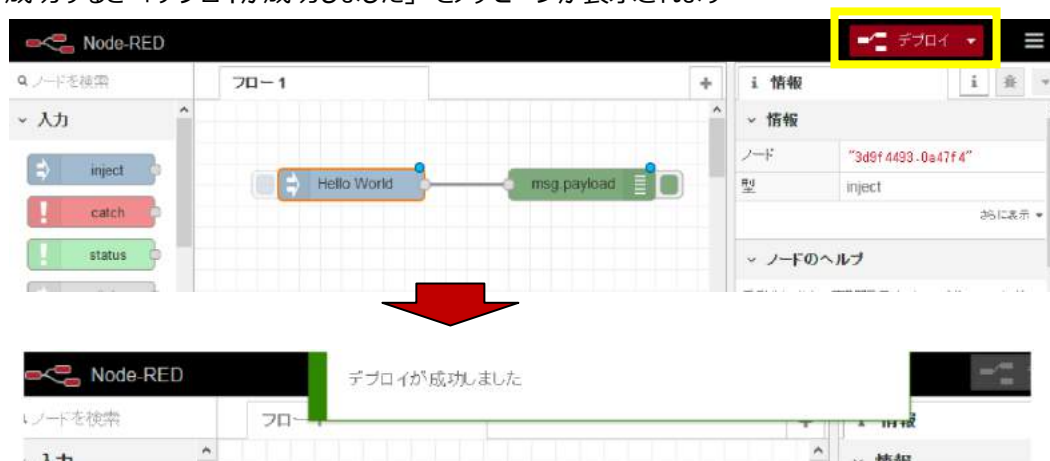 成功すると「デプロイが成功しました」とメッセージが表示されます
Node-RED
デプロイ
ノードを検索
フロー 1
i 情報
i
入力
情報
ノード
"3d9f4493.0a47f4"
inject
Hello World
msg.payload
型
inject
catch
さらに表示
status
ノードのヘルプ
Node-RED
デプロイが成功しました
ノードを検索
フロー
i 情報
入力
情報